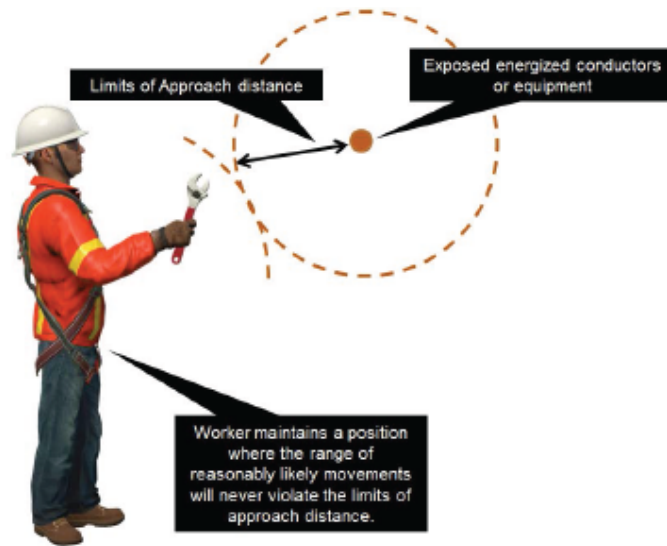 Limits of Approach distance
Exposed energized conductors
or equipment
Worker maintains a position
where the range of
reasonably likely movements
will never violate the limits of
approach distance.